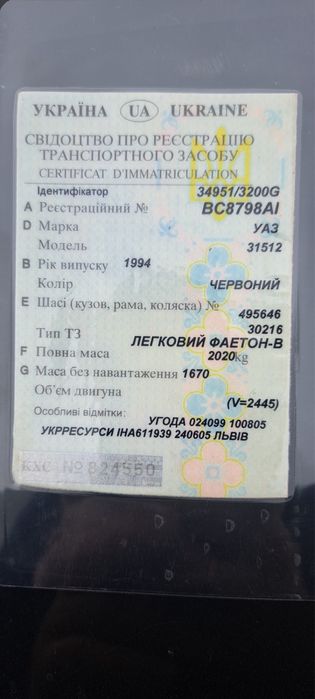 УКРАЇНА UA UKRAINE
СВІДОЦТВО ПРО РЕЄСТРАЦІЮ
ТРАНСПОРТНОГО ЗАСОБУ
CERTIFICAT D'IMMATRICULATION
Ідентифікатор 34951/3200G
A Реєстраційний № BC8798AI
D Марка УАЗ
Модель 31512
B Рік випуску 1994
Колір ЧЕРВОНИЙ
E Шасі (кузов, рама, коляска) № 495646
30216
Тип ТЗ ЛЕГКОВИЙ ФАЕТОН-В
F Повна маса 2020kg
G Маса без навантаження 1670
Об'єм двигуна (V=2445)
Особливі відмітки: УГОДА 024099 100805
УКРРЕСУРСИ ІНА611939 240605 ЛЬВІВ
КХС №824550